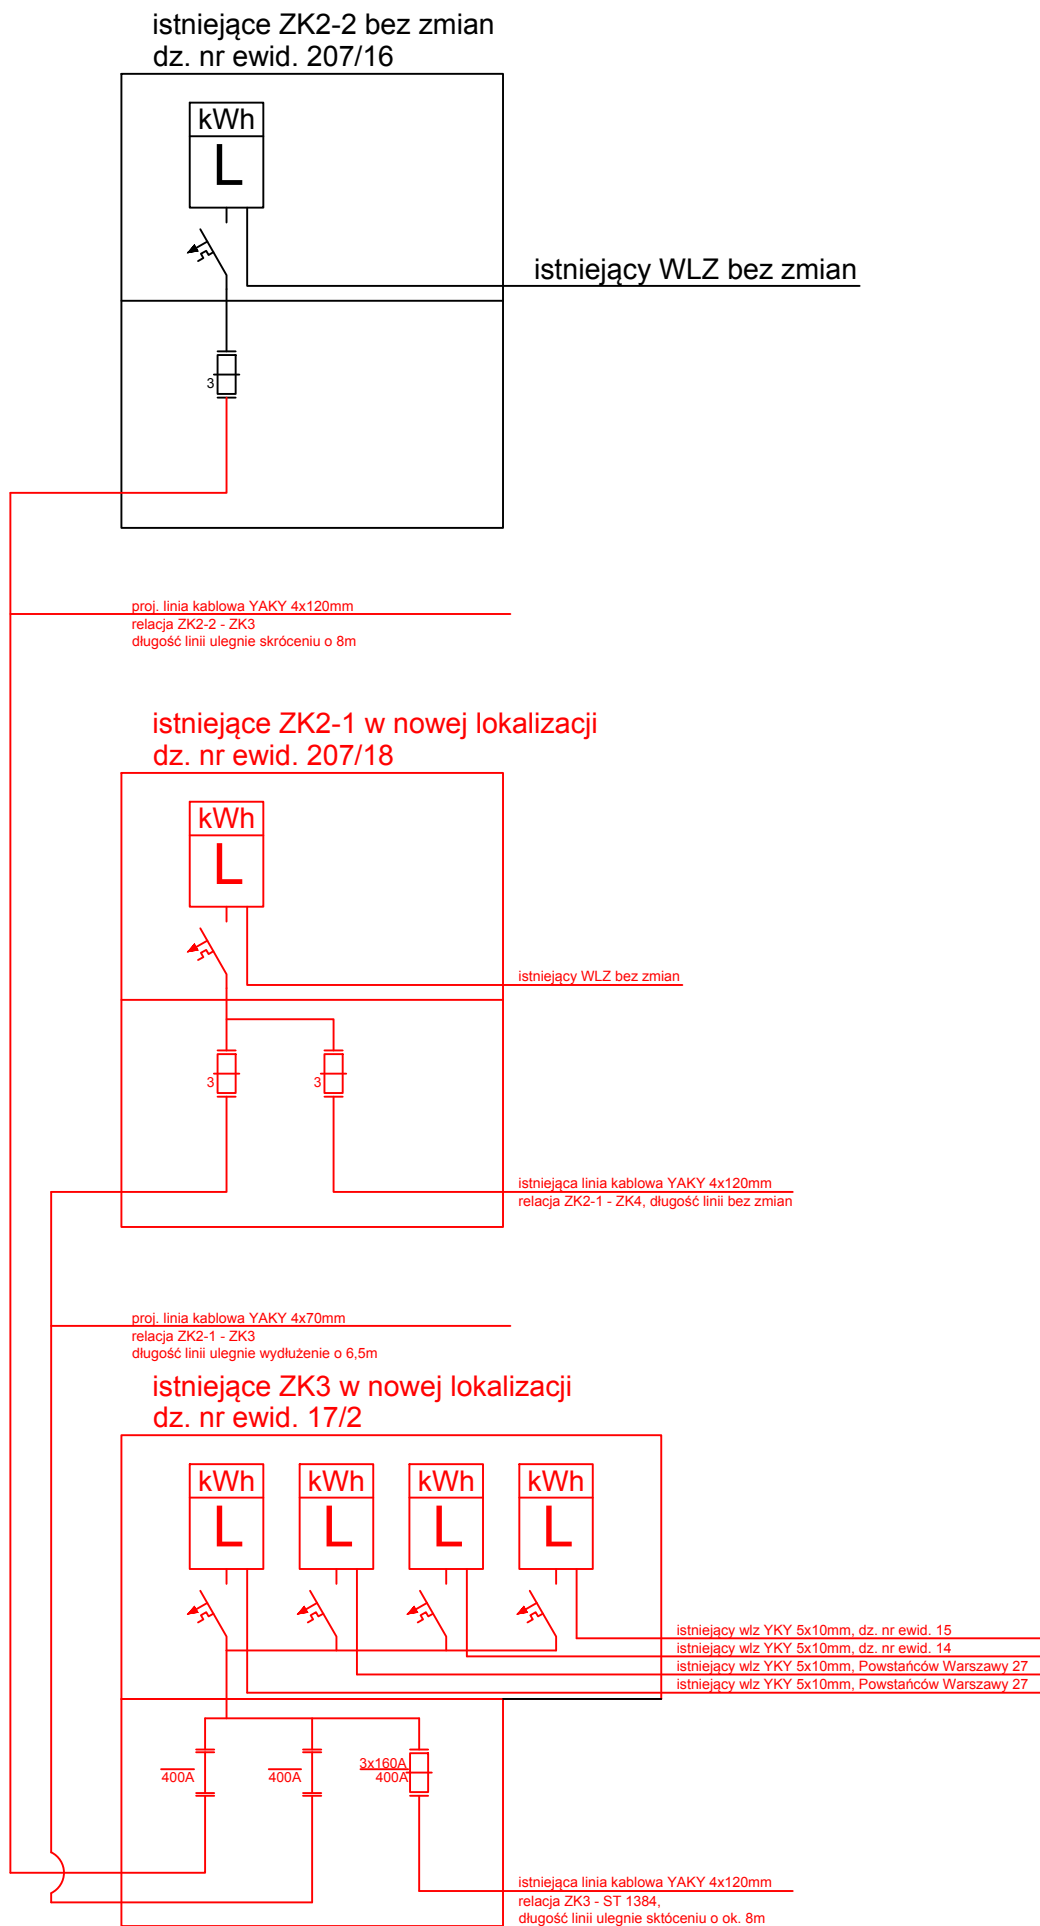 istniejące ZK2-2 bez zmian
dz. nr ewid. 207/16
kWh
L
istniejący WLZ bez zmian
3
proj. linia kablowa YAKY 4x120mm
relacja ZK2-2 - ZK3
długość linii ulegnie skróceniu o 8m
istniejące ZK2-1 w nowej lokalizacji
dz. nr ewid. 207/18
kWh
L
istniejący WLZ bez zmian
3 3
istniejąca linia kablowa YAKY 4x120mm
relacja ZK2-1 - ZK4, długość linii bez zmian
proj. linia kablowa YAKY 4x70mm
relacja ZK2-1 - ZK3
długość linii ulegnie wydłużenie o 6,5m
istniejące ZK3 w nowej lokalizacji
dz. nr ewid. 17/2
kWh kWh kWh kWh
L L L L
istniejący wlz YKY 5x10mm, dz. nr ewid. 15
istniejący wlz YKY 5x10mm, dz. nr ewid. 14
istniejący wlz YKY 5x10mm, Powstańców Warszawy 27
istniejący wlz YKY 5x10mm, Powstańców Warszawy 27
3x160A
400A 400A 400A
istniejąca linia kablowa YAKY 4x120mm
relacja ZK3 - ST 1384,
długość linii ulegnie sktóceniu o ok. 8m